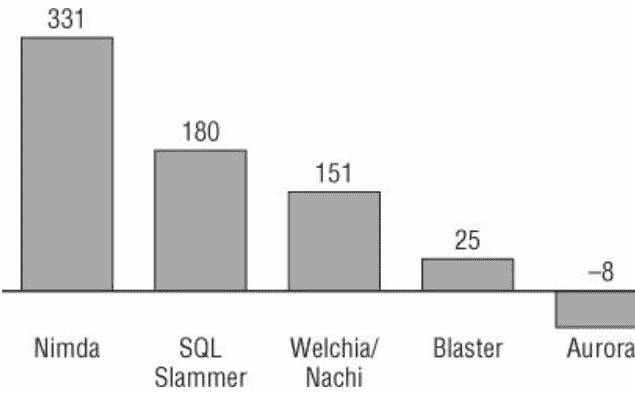 331
180
151
25
–8
Nimda
SQL
Slammer
Welchia/
Nachi
Blaster
Aurora